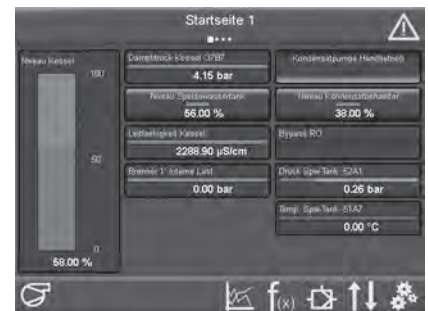 Startseite 1
Niveau Kessel
100
50
0
58.00 %
Dampfdruck Kessel -37B7
4.15 bar
Niveau Speisewassertank
56.00 %
Leitfaehigkeit Kessel
2288.90 µS/cm
Brenner 1: Interne Last
0.00 bar
Kondensatpumpe Handbetrieb
Niveau Kondensatbehaelter
38.00 %
Bypass RO
Druck Spw-Tank -52A1
0.26 bar
Temp. Spw-Tank -51A7
0.00 °C
f(x)